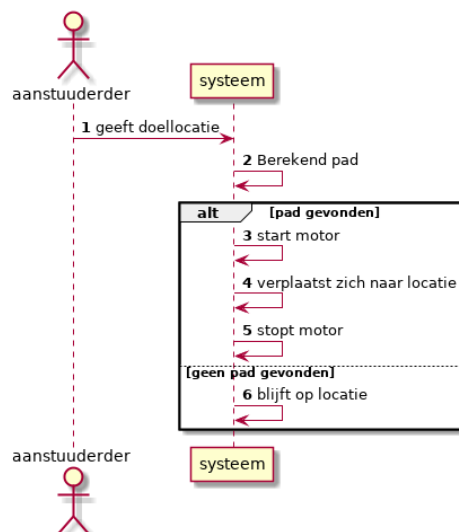 aanstuuderder
systeem
1 geeft doellocatie
2 Berekend pad
alt [pad gevonden]
3 start motor
4 verplaatst zich naar locatie
5 stopt motor
[geen pad gevonden]
6 blijft op locatie
aanstuuderder
systeem